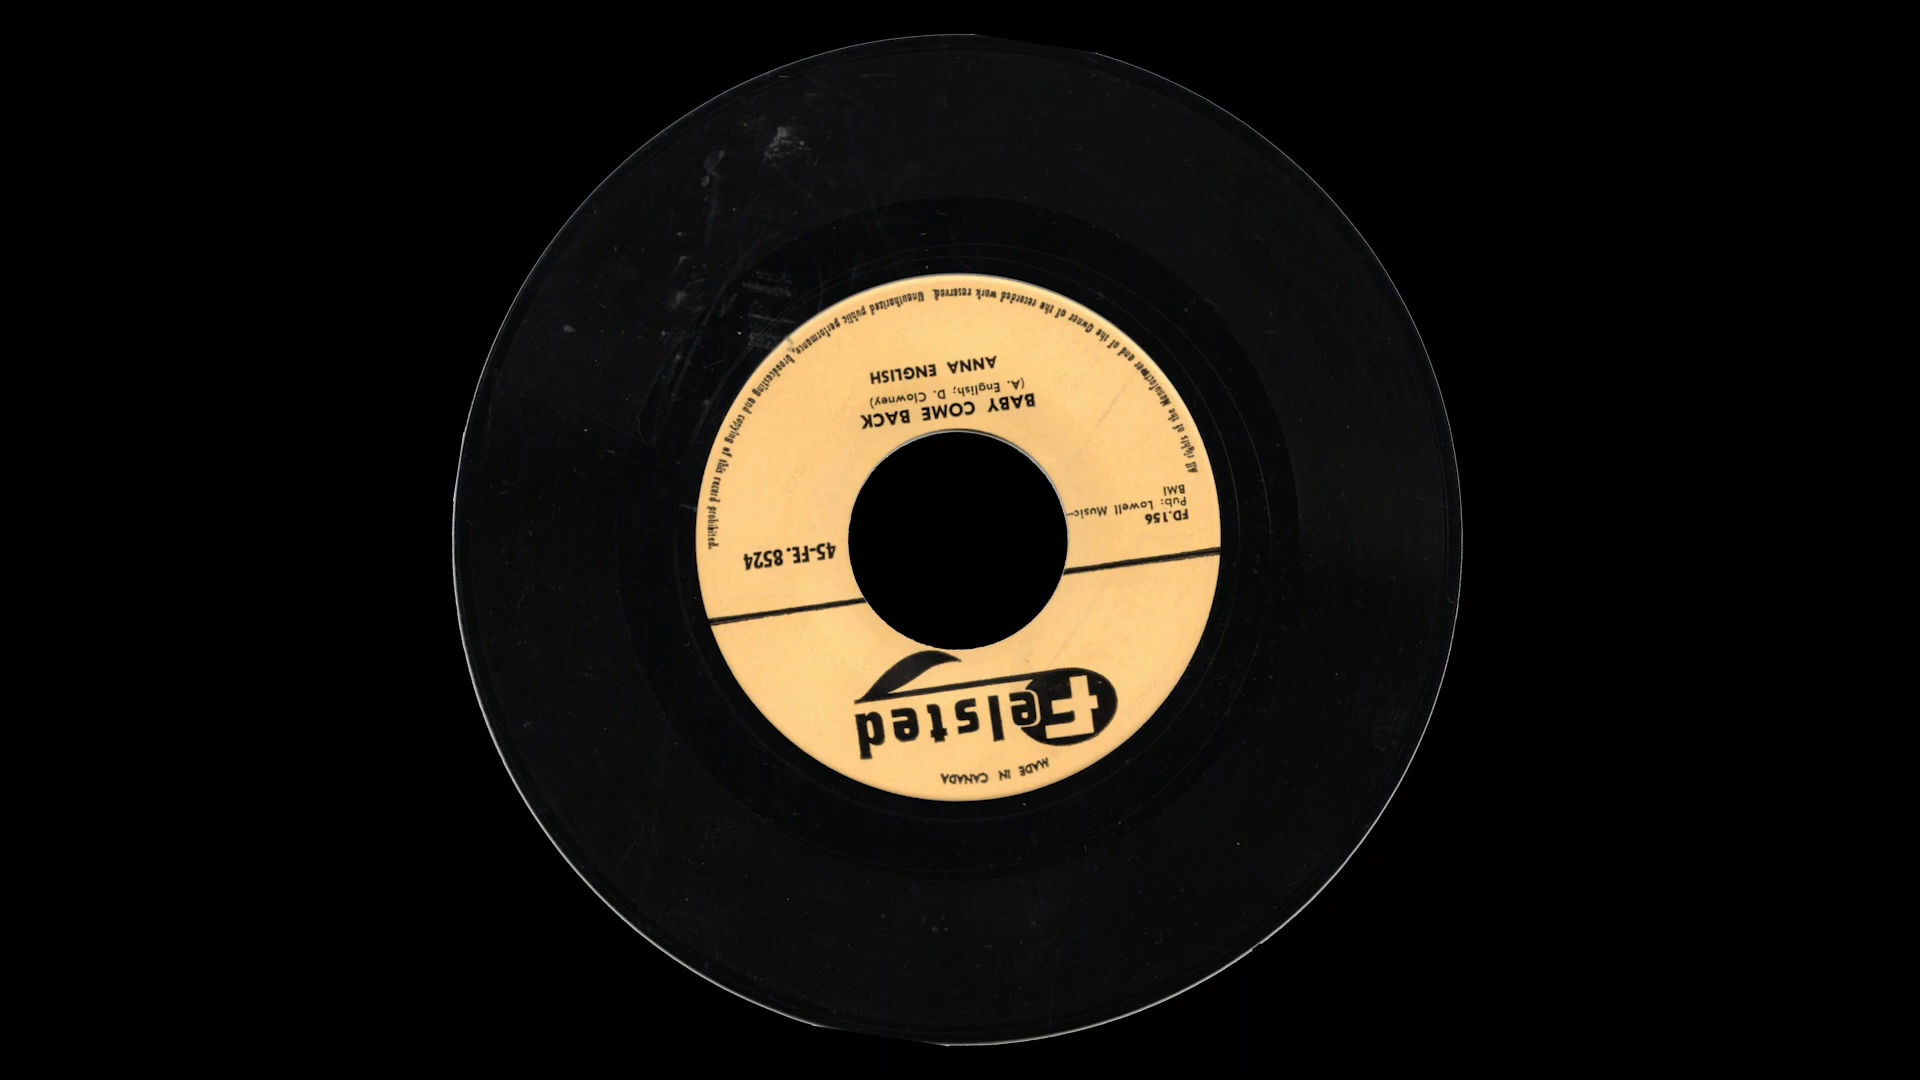 MADE IN CANADA
Felsted
FD.156
Pub: Lowell Music—
BMI
45-FE. 8524
BABY COME BACK
(A. English; D. Clowney)
ANNA ENGLISH
All rights of the Manufacturer and of the Owner of the recorded work reserved. Unauthorized public performance, broadcasting and copying of this record prohibited.